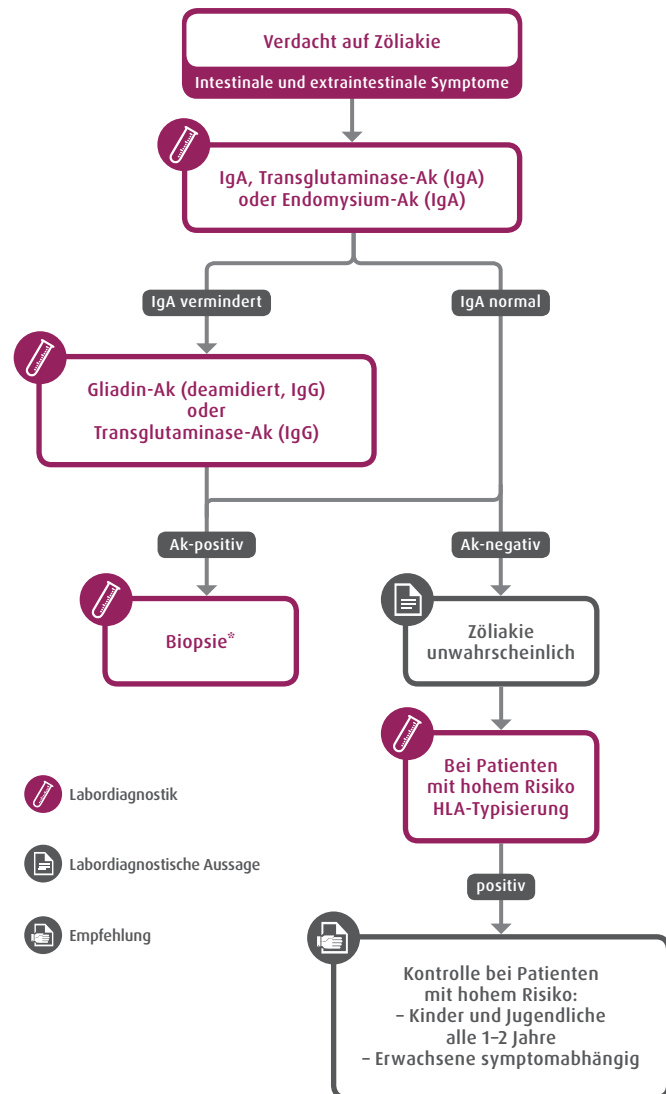 Verdacht auf Zöliakie
Intestinale und extraintestinale Symptome
IgA, Transglutaminase-Ak (IgA)
oder Endomysium-Ak (IgA)
IgA vermindert
IgA normal
Gliadin-Ak (deamidiert, IgG)
oder
Transglutaminase-Ak (IgG)
Ak-positiv
Ak-negativ
Biopsie*
Zöliakie
unwahrscheinlich
Bei Patienten
mit hohem Risiko
HLA-Typisierung
Labordiagnostik
Labordiagnostische Aussage
Empfehlung
positiv
Kontrolle bei Patienten
mit hohem Risiko:
– Kinder und Jugendliche
alle 1–2 Jahre
– Erwachsene symptomabhängig